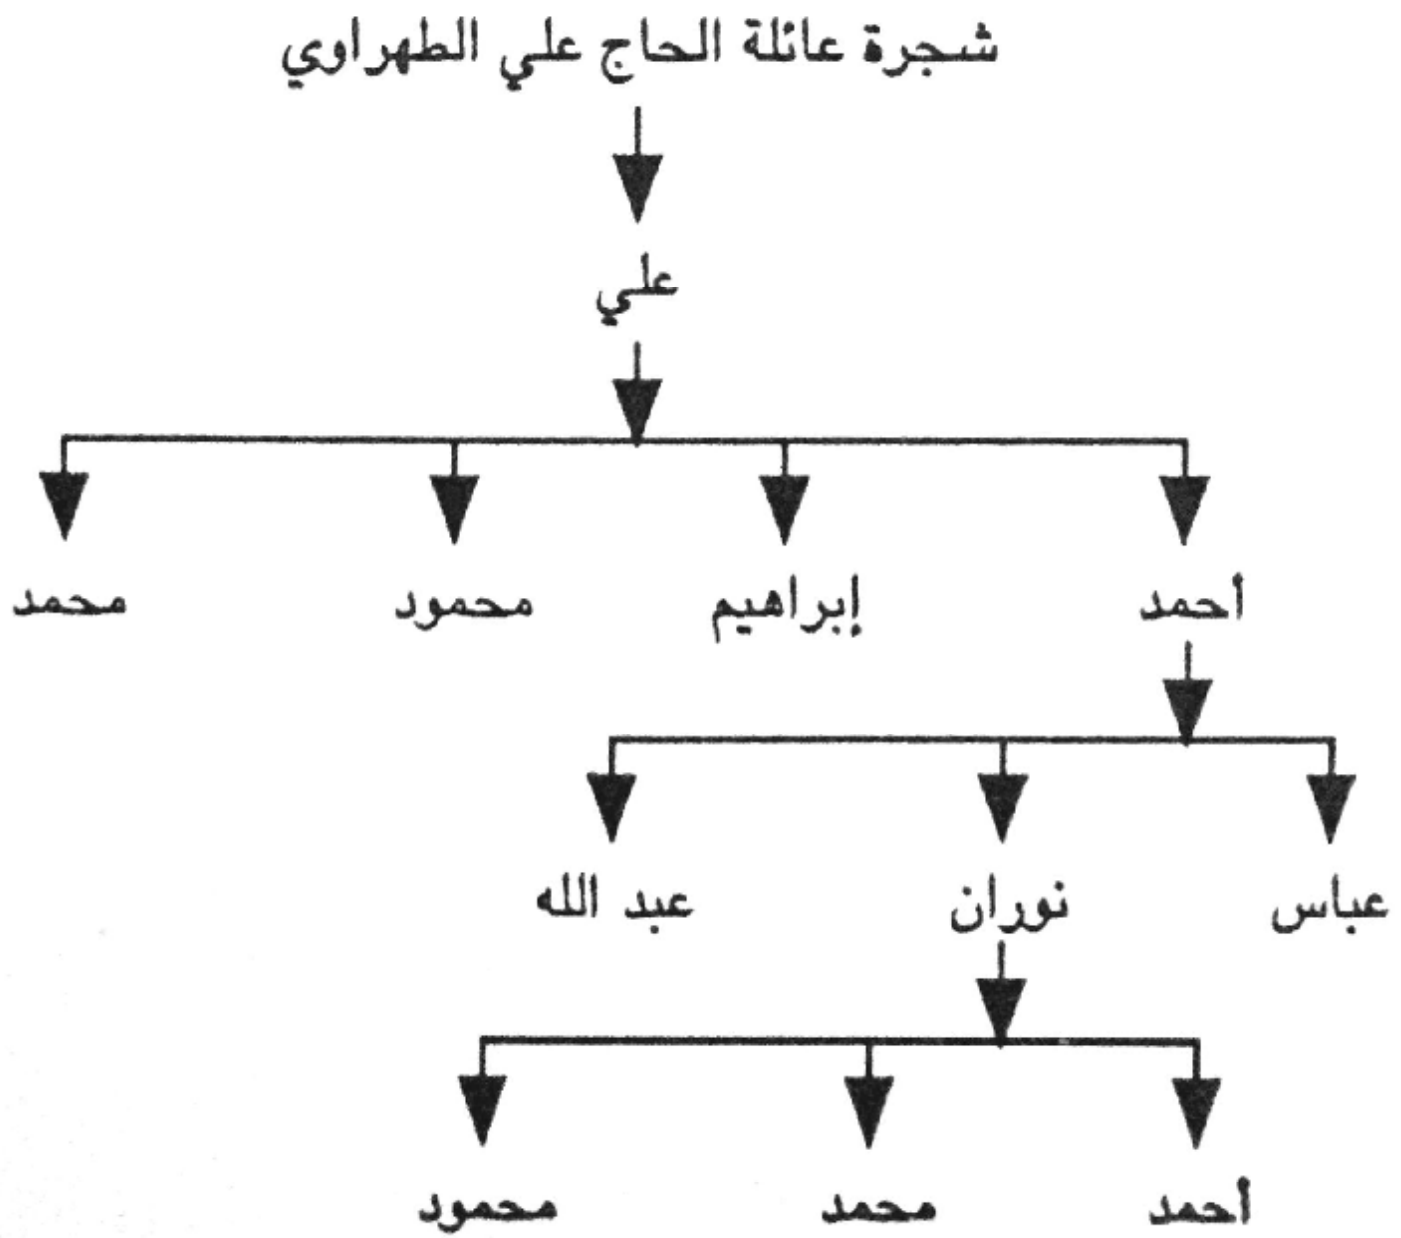 شجرة عائلة الحاج علي الطهراوي
علي
أحمد إبراهيم محمود محمد
عباس نوران عبد الله
أحمد محمد محمود